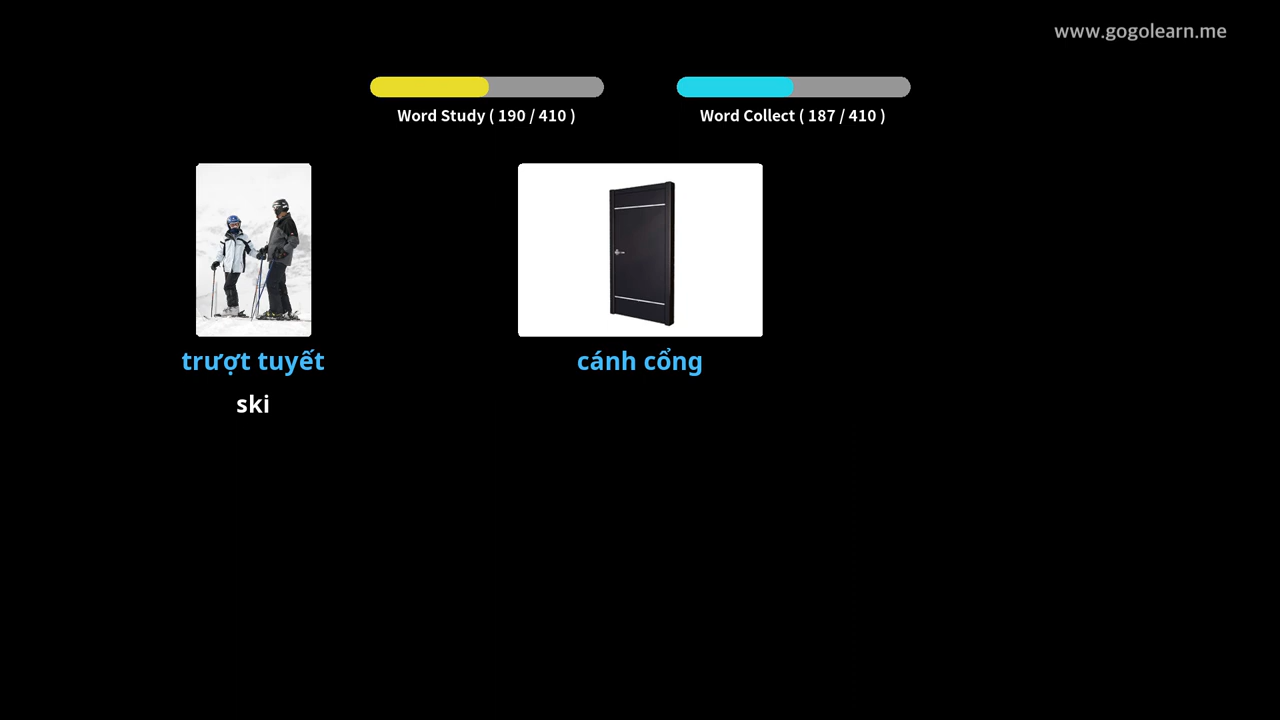 www.gogolearn.me
Word Study ( 190 / 410 )
Word Collect ( 187 / 410 )
trượt tuyết
cánh cổng
ski